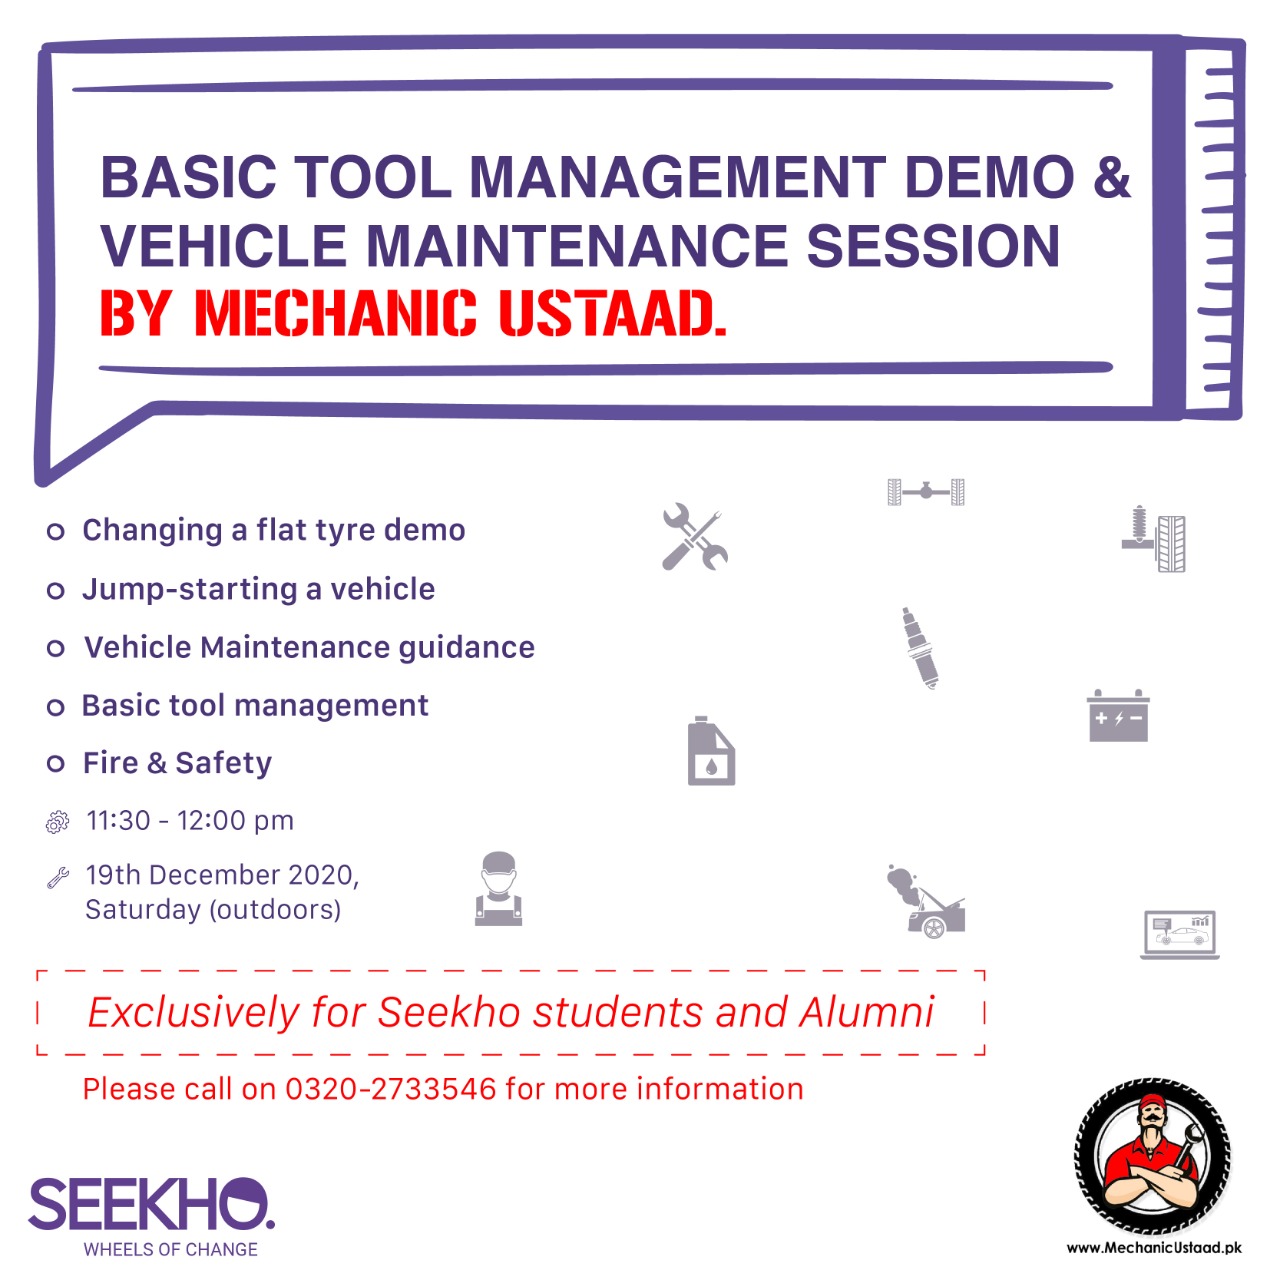 BASIC TOOL MANAGEMENT DEMO &
VEHICLE MAINTENANCE SESSION
BY MECHANIC USTAAD.
Changing a flat tyre demo
Jump-starting a vehicle
Vehicle Maintenance guidance
Basic tool management
Fire & Safety
11:30 - 12:00 pm
19th December 2020,
Saturday (outdoors)
Exclusively for Seekho students and Alumni
Please call on 0320-2733546 for more information
SEEKHO.
WHEELS OF CHANGE
www.MechanicUstaad.pk